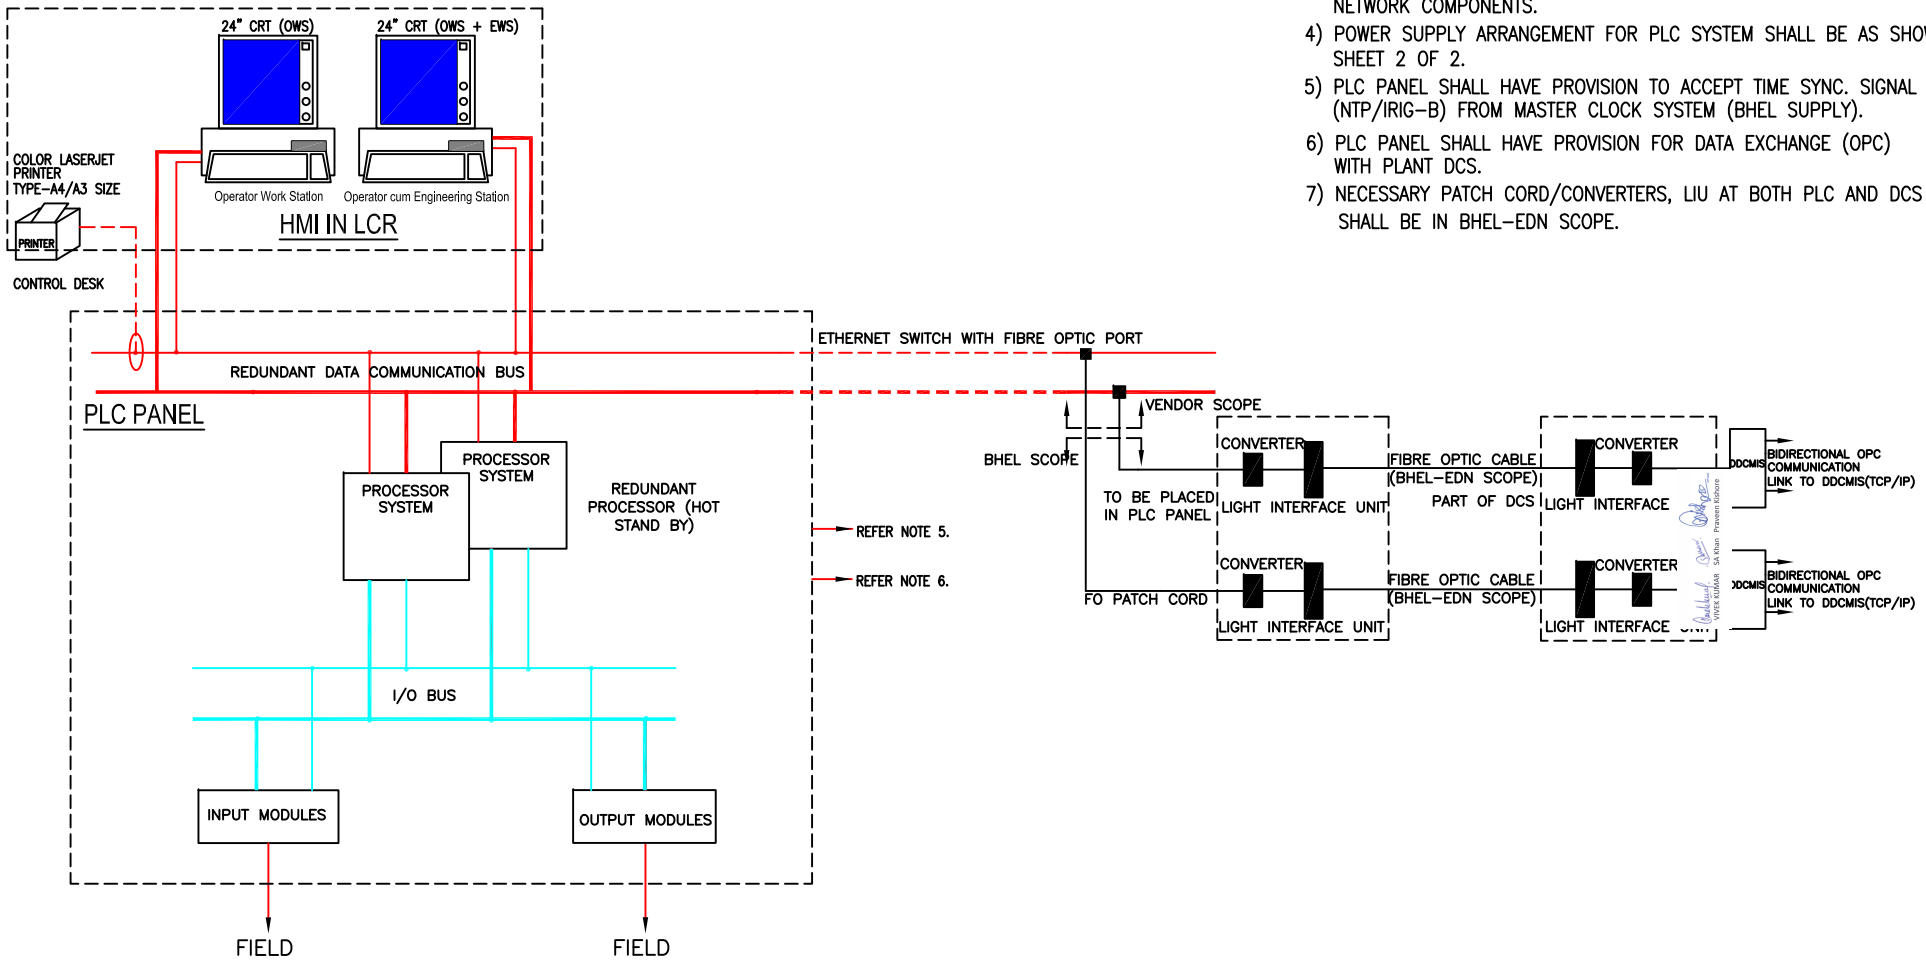 NETWORK COMPONENTS.
4) POWER SUPPLY ARRANGEMENT FOR PLC SYSTEM SHALL BE AS
SHEET 2 OF 2.
5) PLC PANEL SHALL HAVE PROVISION TO ACCEPT TIME SYNC. SIGNAL
(NTP/IRIG-B) FROM MASTER CLOCK SYSTEM (BHEL SUPPLY).
6) PLC PANEL SHALL HAVE PROVISION FOR DATA EXCHANGE (OPC)
WITH PLANT DCS.
7) NECESSARY PATCH CORD/CONVERTERS, LIU AT BOTH PLC AND DCS
SHALL BE IN BHEL-EDN SCOPE.
24" CRT (OWS)
24" CRT (OWS + EWS)
COLOR LASERJET
PRINTER
TYPE-A4/A3 SIZE
PRINTER
CONTROL DESK
Operator Work Station
Operator cum Engineering Station
HMI IN LCR
ETHERNET SWITCH WITH FIBRE OPTIC PORT
REDUNDANT DATA COMMUNICATION BUS
PLC PANEL
PROCESSOR
SYSTEM
PROCESSOR
SYSTEM
REDUNDANT
PROCESSOR (HOT
STAND BY)
REFER NOTE 5.
REFER NOTE 6.
I/O BUS
INPUT MODULES
OUTPUT MODULES
FIELD
FIELD
VENDOR SCOPE
BHEL SCOPE
TO BE PLACED
IN PLC PANEL
FO PATCH CORD
CONVERTER
LIGHT INTERFACE UNIT
FIBRE OPTIC CABLE
(BHEL-EDN SCOPE)
PART OF DCS
CONVERTER
LIGHT INTERFACE
DDCMIS
BIDIRECTIONAL OPC
COMMUNICATION
LINK TO DDCMIS(TCP/IP)
CONVERTER
LIGHT INTERFACE UNIT
FIBRE OPTIC CABLE
(BHEL-EDN SCOPE)
CONVERTER
LIGHT INTERFACE
DDCMIS
BIDIRECTIONAL OPC
COMMUNICATION
LINK TO DDCMIS(TCP/IP)
VIVEK KUMAR SA Khan Praveen Kishore